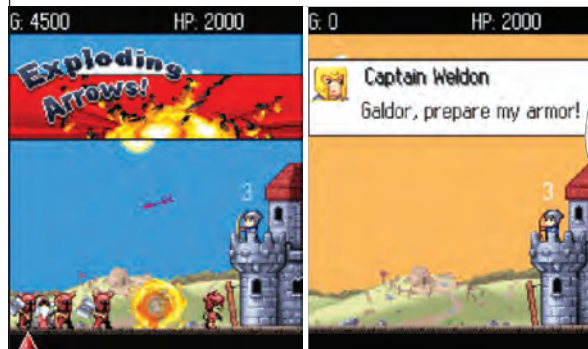 G: 4500 HP: 2000
Exploding
Arrows!
3
G: 0 HP: 2000
Captain Weldon
Galdor, prepare my armor!
3